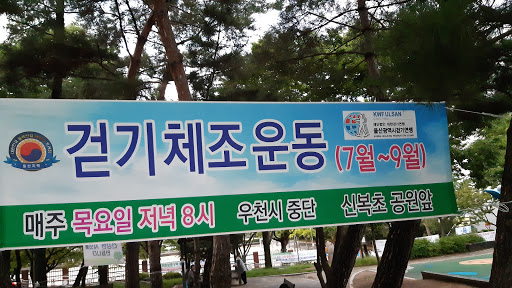 걷기체조운동 (7월~9월)
KWF ULSAN
울산광역시걷기연맹
매주 목요일 저녁 8시 우천시 중단 신복초 공원앞